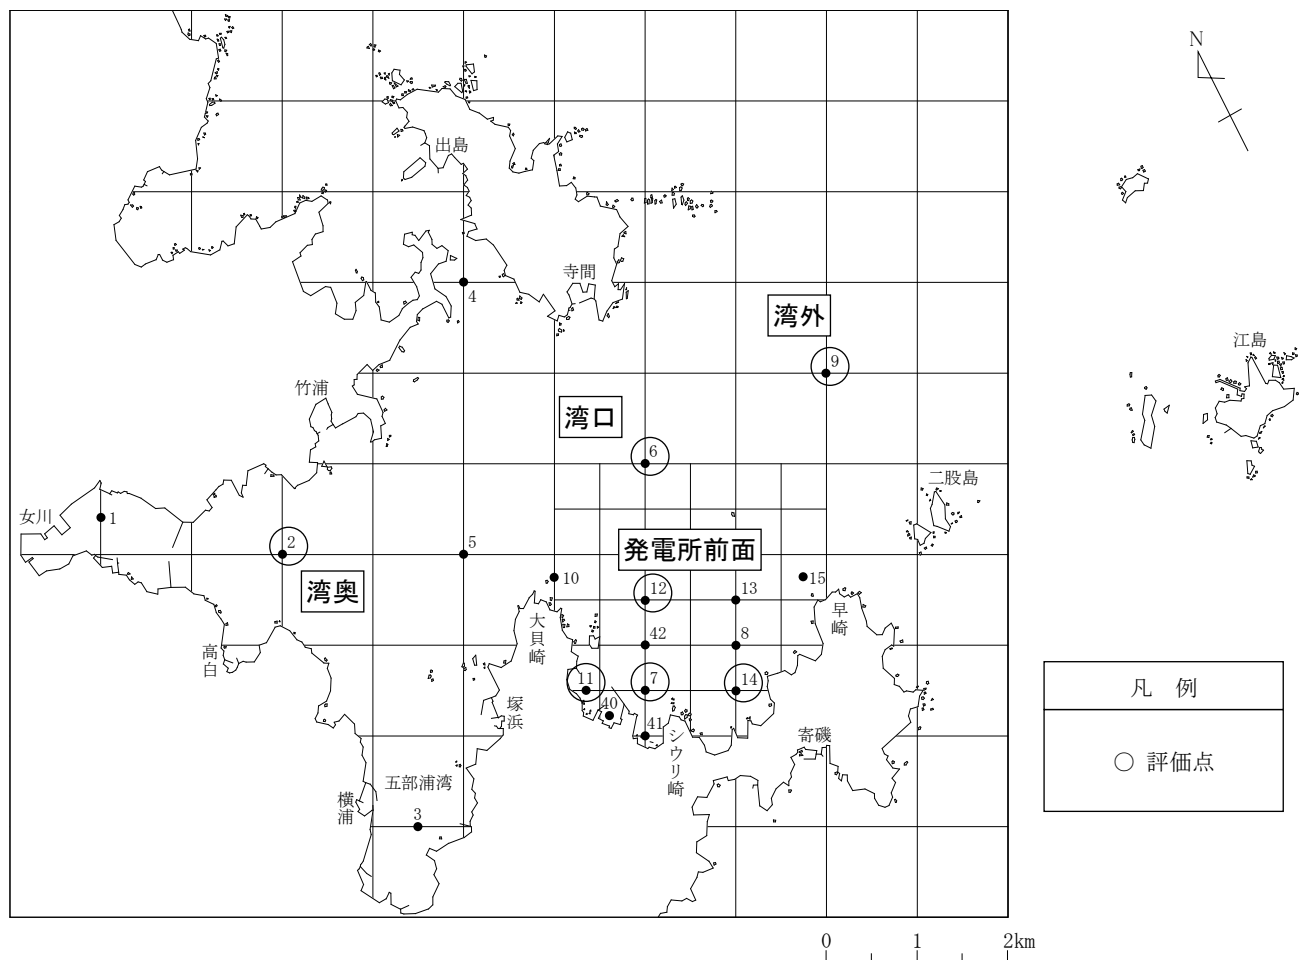 N
出島
寺間
4
湾外
9
江島
竹浦
湾口
6
二股島
女川
1
2
5
発電所前面
湾奥
10
12
13
15
大貝崎
早崎
高白
42
8
11
7
14
塚浜
40
41
シウリ崎
寄磯
凡 例
○ 評価点
五部浦湾
横浦
3
0 1 2km